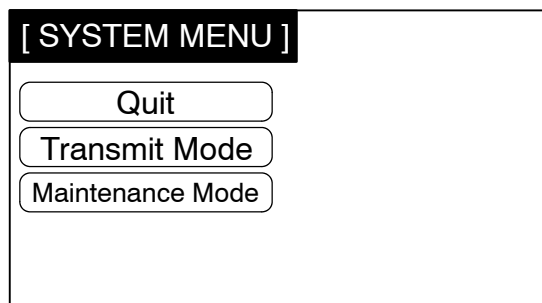 [ SYSTEM MENU ]
Quit
Transmit Mode
Maintenance Mode